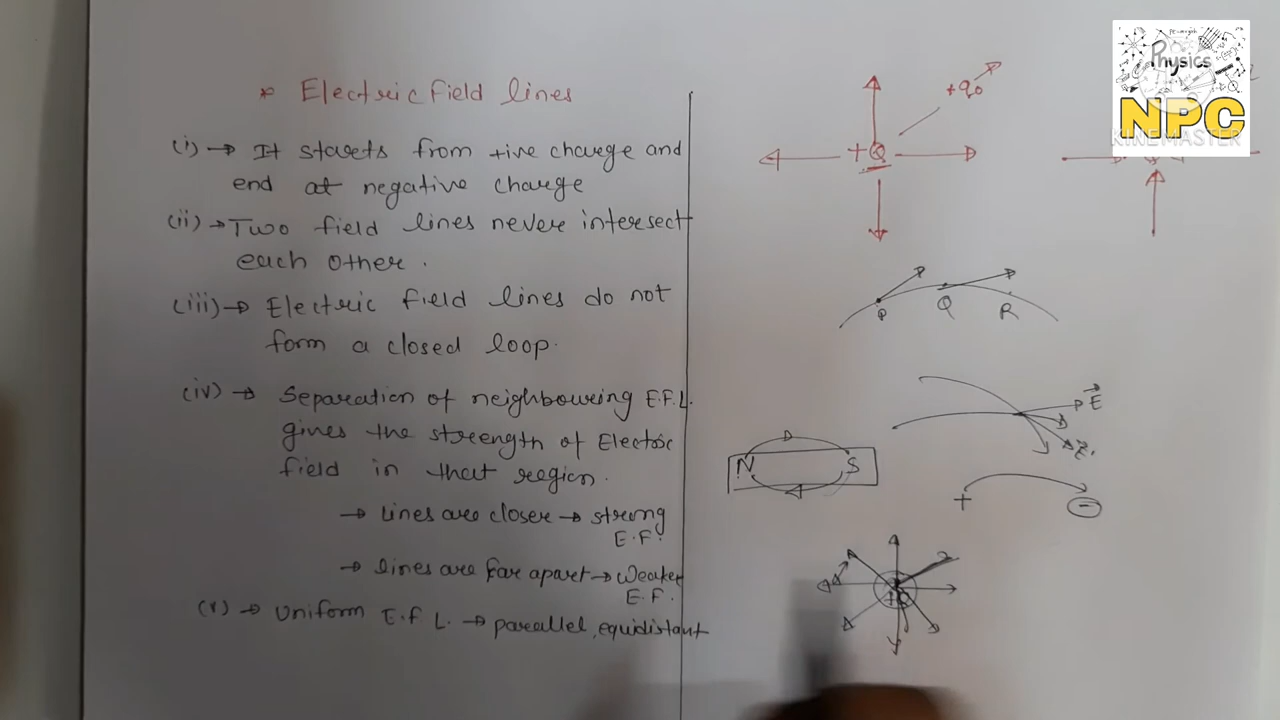 * Electric field lines
(i) → It starts from +ive charge and
end at negative charge
(ii) → Two field lines never intersect
each other.
(iii) → Electric field lines do not
form a closed loop.
(iv) → Separation of neighbouring E.F.L.
gives the strength of Electric
field in that region.
→ lines are closer → strong
E.F.
→ lines are far apart → Weaker
E.F.
(v) → Uniform E.f L. → parallel, equidistant
+q₀
+Q
P
Q
R
E
N
S
+
−
Physics
NPC
KINEMASTER